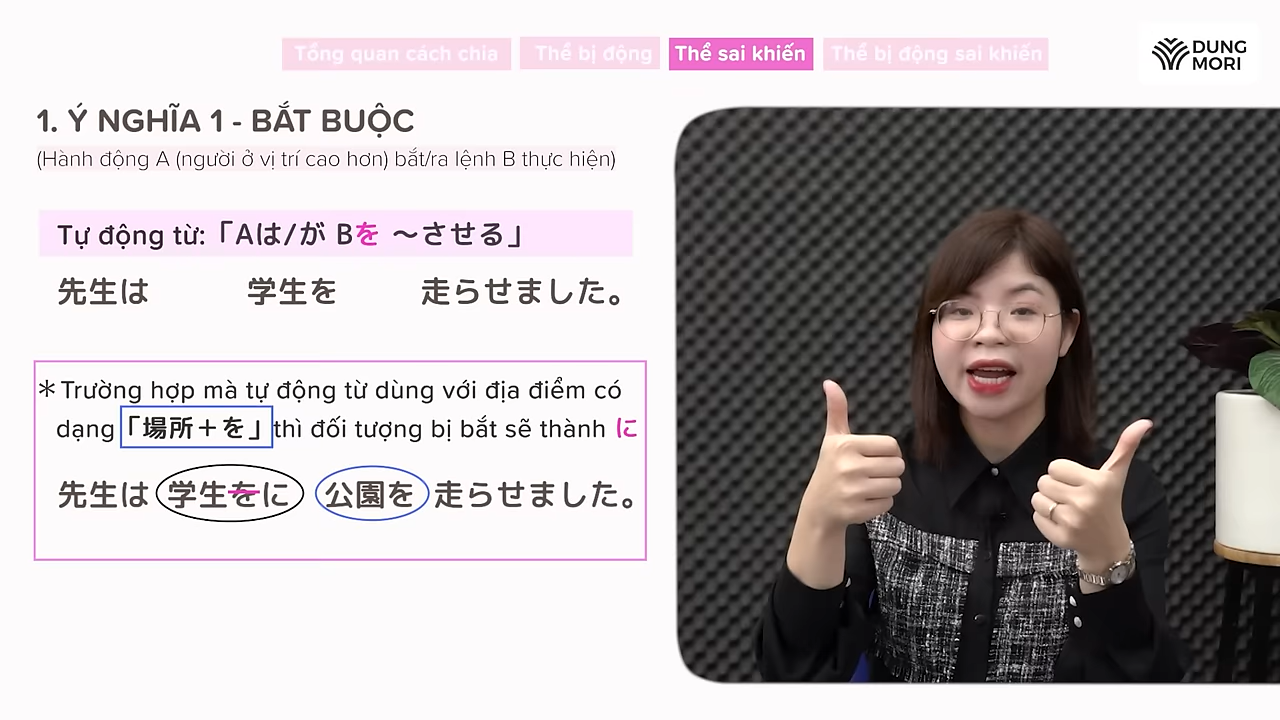 Tổng quan cách chia
Thể bị động
Thể sai khiến
Thể bị động sai khiến
DUNG
MORI
1. Ý NGHĨA 1 - BẮT BUỘC
(Hành động A (người ở vị trí cao hơn) bắt/ra lệnh B thực hiện)
Tự động từ:「Aは/が Bを ～させる」
先生は 学生を 走らせました。
＊Trường hợp mà tự động từ dùng với địa điểm có
dạng「場所＋を」thì đối tượng bị bắt sẽ thành に
先生は 学生をに 公園を 走らせました。